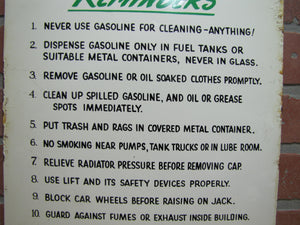 REMINDERS
1. NEVER USE GASOLINE FOR CLEANING-ANYTHING!
2. DISPENSE GASOLINE ONLY IN FUEL TANKS OR
SUITABLE METAL CONTAINERS, NEVER IN GLASS.
3. REMOVE GASOLINE OR OIL SOAKED CLOTHES PROMPTLY.
4. CLEAN UP SPILLED GASOLINE, AND OIL OR GREASE
SPOTS IMMEDIATELY.
5. PUT TRASH AND RAGS IN COVERED METAL CONTAINER.
6. NO SMOKING NEAR PUMPS, TANK TRUCKS OR IN LUBE ROOM.
7. RELIEVE RADIATOR PRESSURE BEFORE REMOVING CAP.
8. USE LIFT AND ITS SAFETY DEVICES PROPERLY.
9. BLOCK CAR WHEELS BEFORE RAISING ON JACK.
10. GUARD AGAINST FUMES OR EXHAUST INSIDE BUILDING.